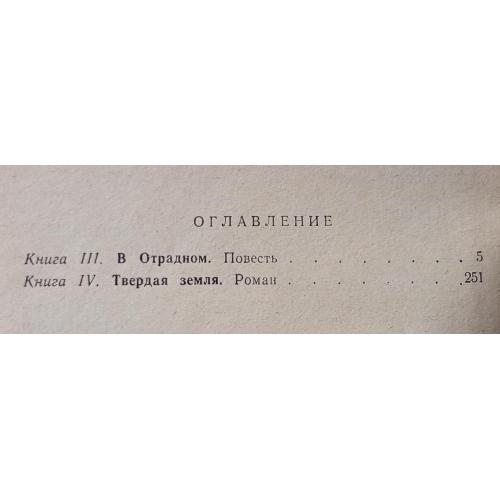 ОГЛАВЛЕНИЕ
Книга III. В Отрадном. Повесть . . . . . . . . 5
Книга IV. Твердая земля. Роман . . . . . . . . 251